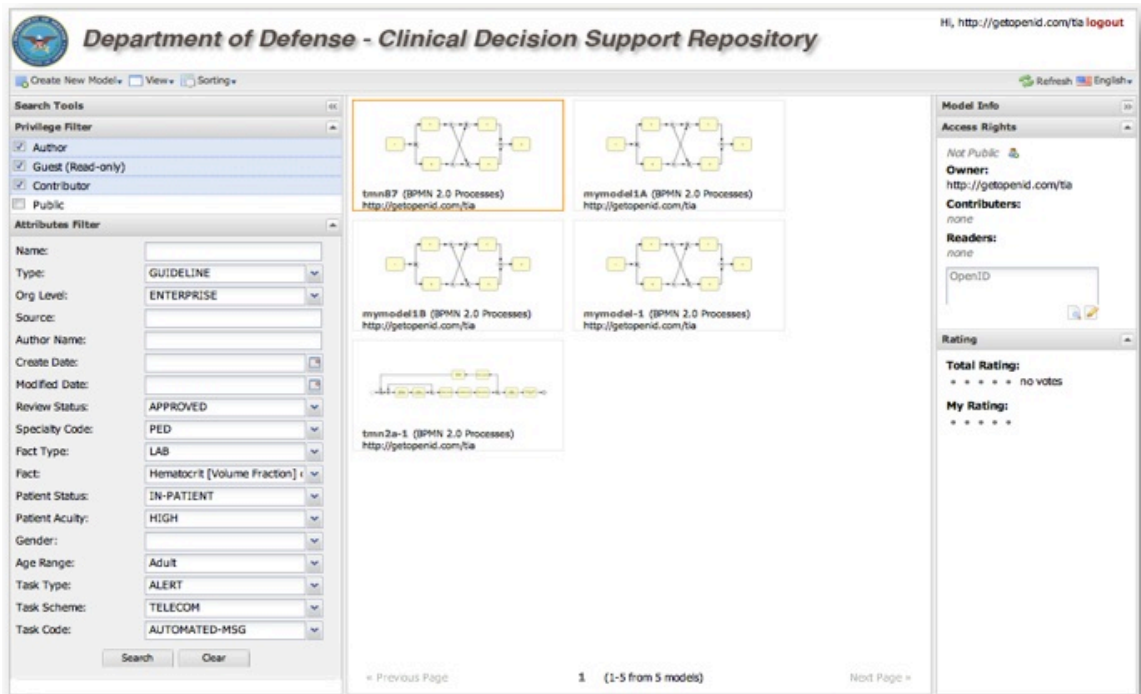 Hi, http://getopenid.com/tia logout
Department of Defense - Clinical Decision Support Repository
Create New Model View Sorting
Refresh English
Search Tools
Privilege Filter
Author
Guest (Read-only)
Contributor
Public
Attributes Filter
Name:
Type: GUIDELINE
Org Level: ENTERPRISE
Source:
Author Name:
Create Date:
Modified Date:
Review Status: APPROVED
Specialty Code: PED
Fact Type: LAB
Fact: Hematocrit [Volume Fraction]
Patient Status: IN-PATIENT
Patient Acuity: HIGH
Gender:
Age Range: Adult
Task Type: ALERT
Task Scheme: TELECOM
Task Code: AUTOMATED-MSG
Search Clear
tmn87 (BPMN 2.0 Processes)
http://getopenid.com/tia
mymodel1A (BPMN 2.0 Processes)
http://getopenid.com/tia
mymodel1B (BPMN 2.0 Processes)
http://getopenid.com/tia
mymodel-1 (BPMN 2.0 Processes)
http://getopenid.com/tia
tmn2a-1 (BPMN 2.0 Processes)
http://getopenid.com/tia
« Previous Page 1 (1-5 from 5 models) Next Page »
Model Info
Access Rights
Not Public
Owner:
http://getopenid.com/tia
Contributers:
none
Readers:
none
OpenID
Rating
Total Rating:
no votes
My Rating: